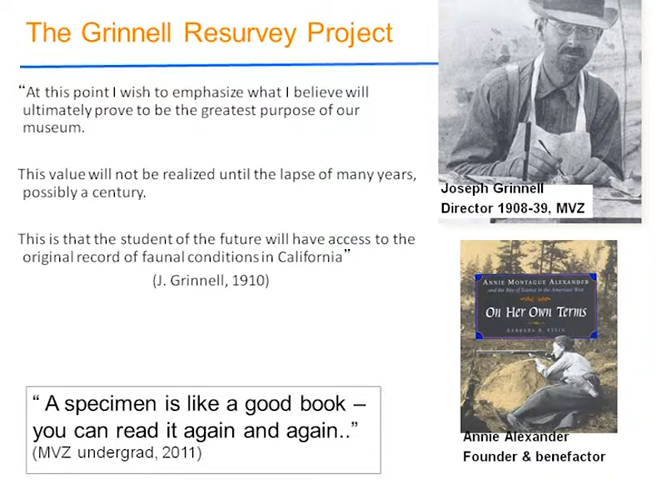 The Grinnell Resurvey Project
“At this point I wish to emphasize what I believe will
ultimately prove to be the greatest purpose of our
museum.
This value will not be realized until the lapse of many years,
possibly a century.
This is that the student of the future will have access to the
original record of faunal conditions in California”
(J. Grinnell, 1910)
“ A specimen is like a good book –
you can read it again and again..”
(MVZ undergrad, 2011)
Joseph Grinnell
Director 1908-39, MVZ
ANNIE MONTAGUE ALEXANDER
and the Rise of Science in the American West
On Her Own Terms
BARBARA R. STEIN
Annie Alexander
Founder & benefactor